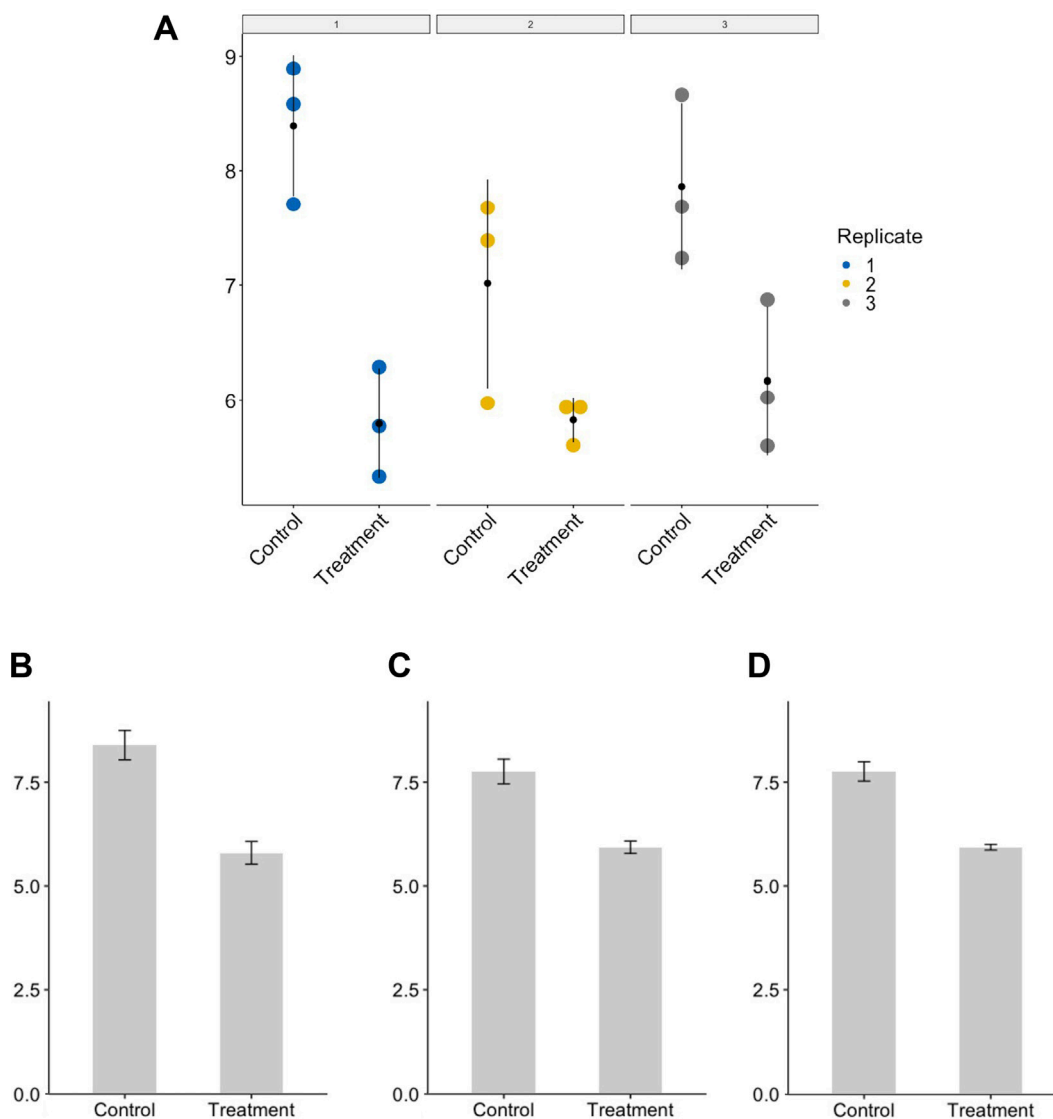 A
1 2 3
9
8
7
6
Control Treatment Control Treatment Control Treatment
Replicate
1
2
3
B C D
7.5 7.5 7.5
5.0 5.0 5.0
2.5 2.5 2.5
0.0 0.0 0.0
Control Treatment Control Treatment Control Treatment